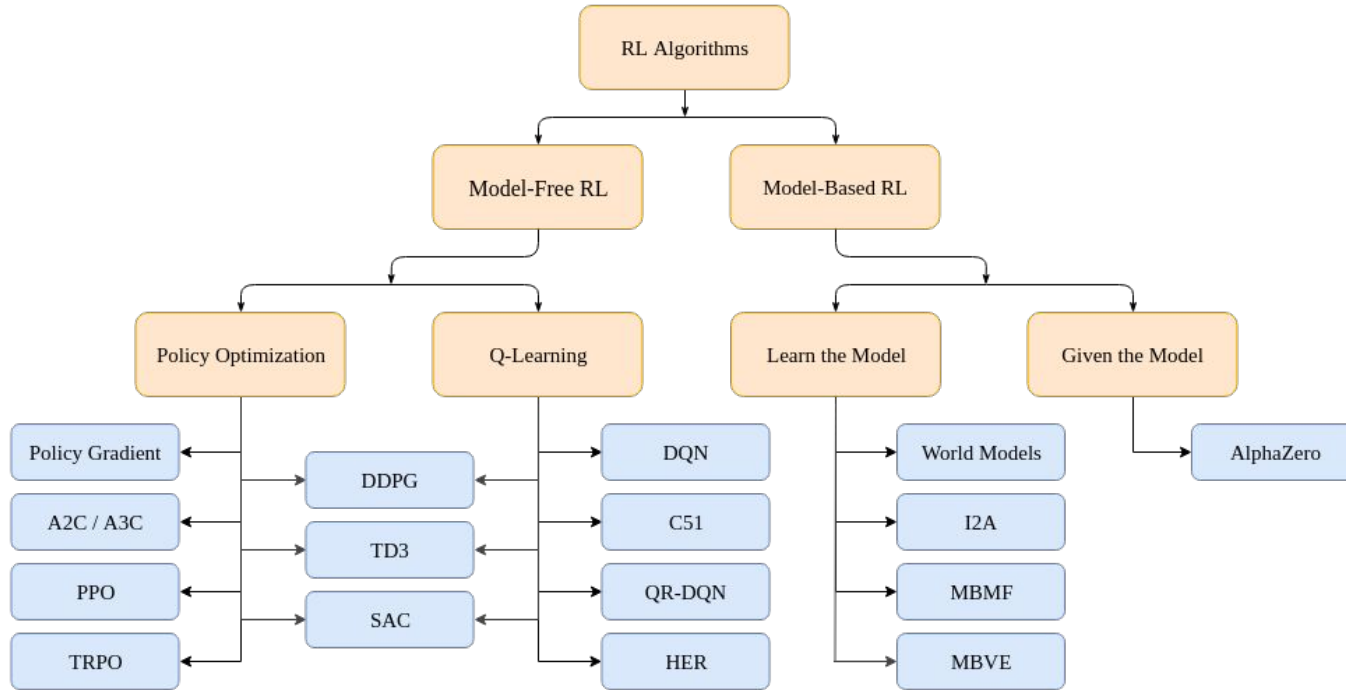 RL Algorithms
Model-Free RL
Model-Based RL
Policy Optimization
Q-Learning
Learn the Model
Given the Model
Policy Gradient
A2C / A3C
PPO
TRPO
DDPG
TD3
SAC
DQN
C51
QR-DQN
HER
World Models
I2A
MBMF
MBVE
AlphaZero